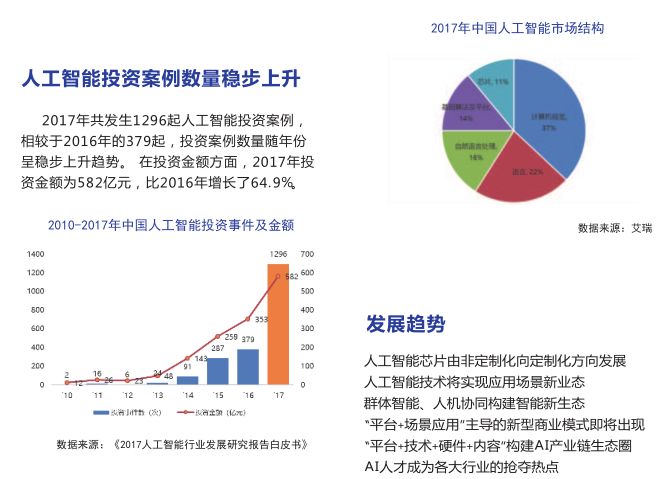 人工智能投资案例数量稳步上升
2017年共发生1296起人工智能投资案例，
相较于2016年的379起，投资案例数量随年份
呈稳步上升趋势。 在投资金额方面，2017年投
资金额为582亿元，比2016年增长了64.9%。
2010-2017年中国人工智能投资事件及金额
1400
1200
1000
800
600
400
200
0
700
600
500
400
300
200
100
0
2
16
6
24
91
287
379
1296
12
26
23
48
143
259
353
582
'10
'11
'12
'13
'14
'15
'16
'17
投资事件数（次）
投资金额（亿元）
数据来源：《2017人工智能行业发展研究报告白皮书》
2017年中国人工智能市场结构
芯片, 11%
计算机视觉,
37%
语音, 22%
自然语言处理,
16%
基础算法及平台,
14%
数据来源：艾瑞
发展趋势
人工智能芯片由非定制化向定制化方向发展
人工智能技术将实现应用场景新业态
群体智能、人机协同构建智能新生态
“平台+场景应用”主导的新型商业模式即将出现
“平台+技术+硬件+内容”构建AI产业链生态圈
AI人才成为各大行业的抢夺热点